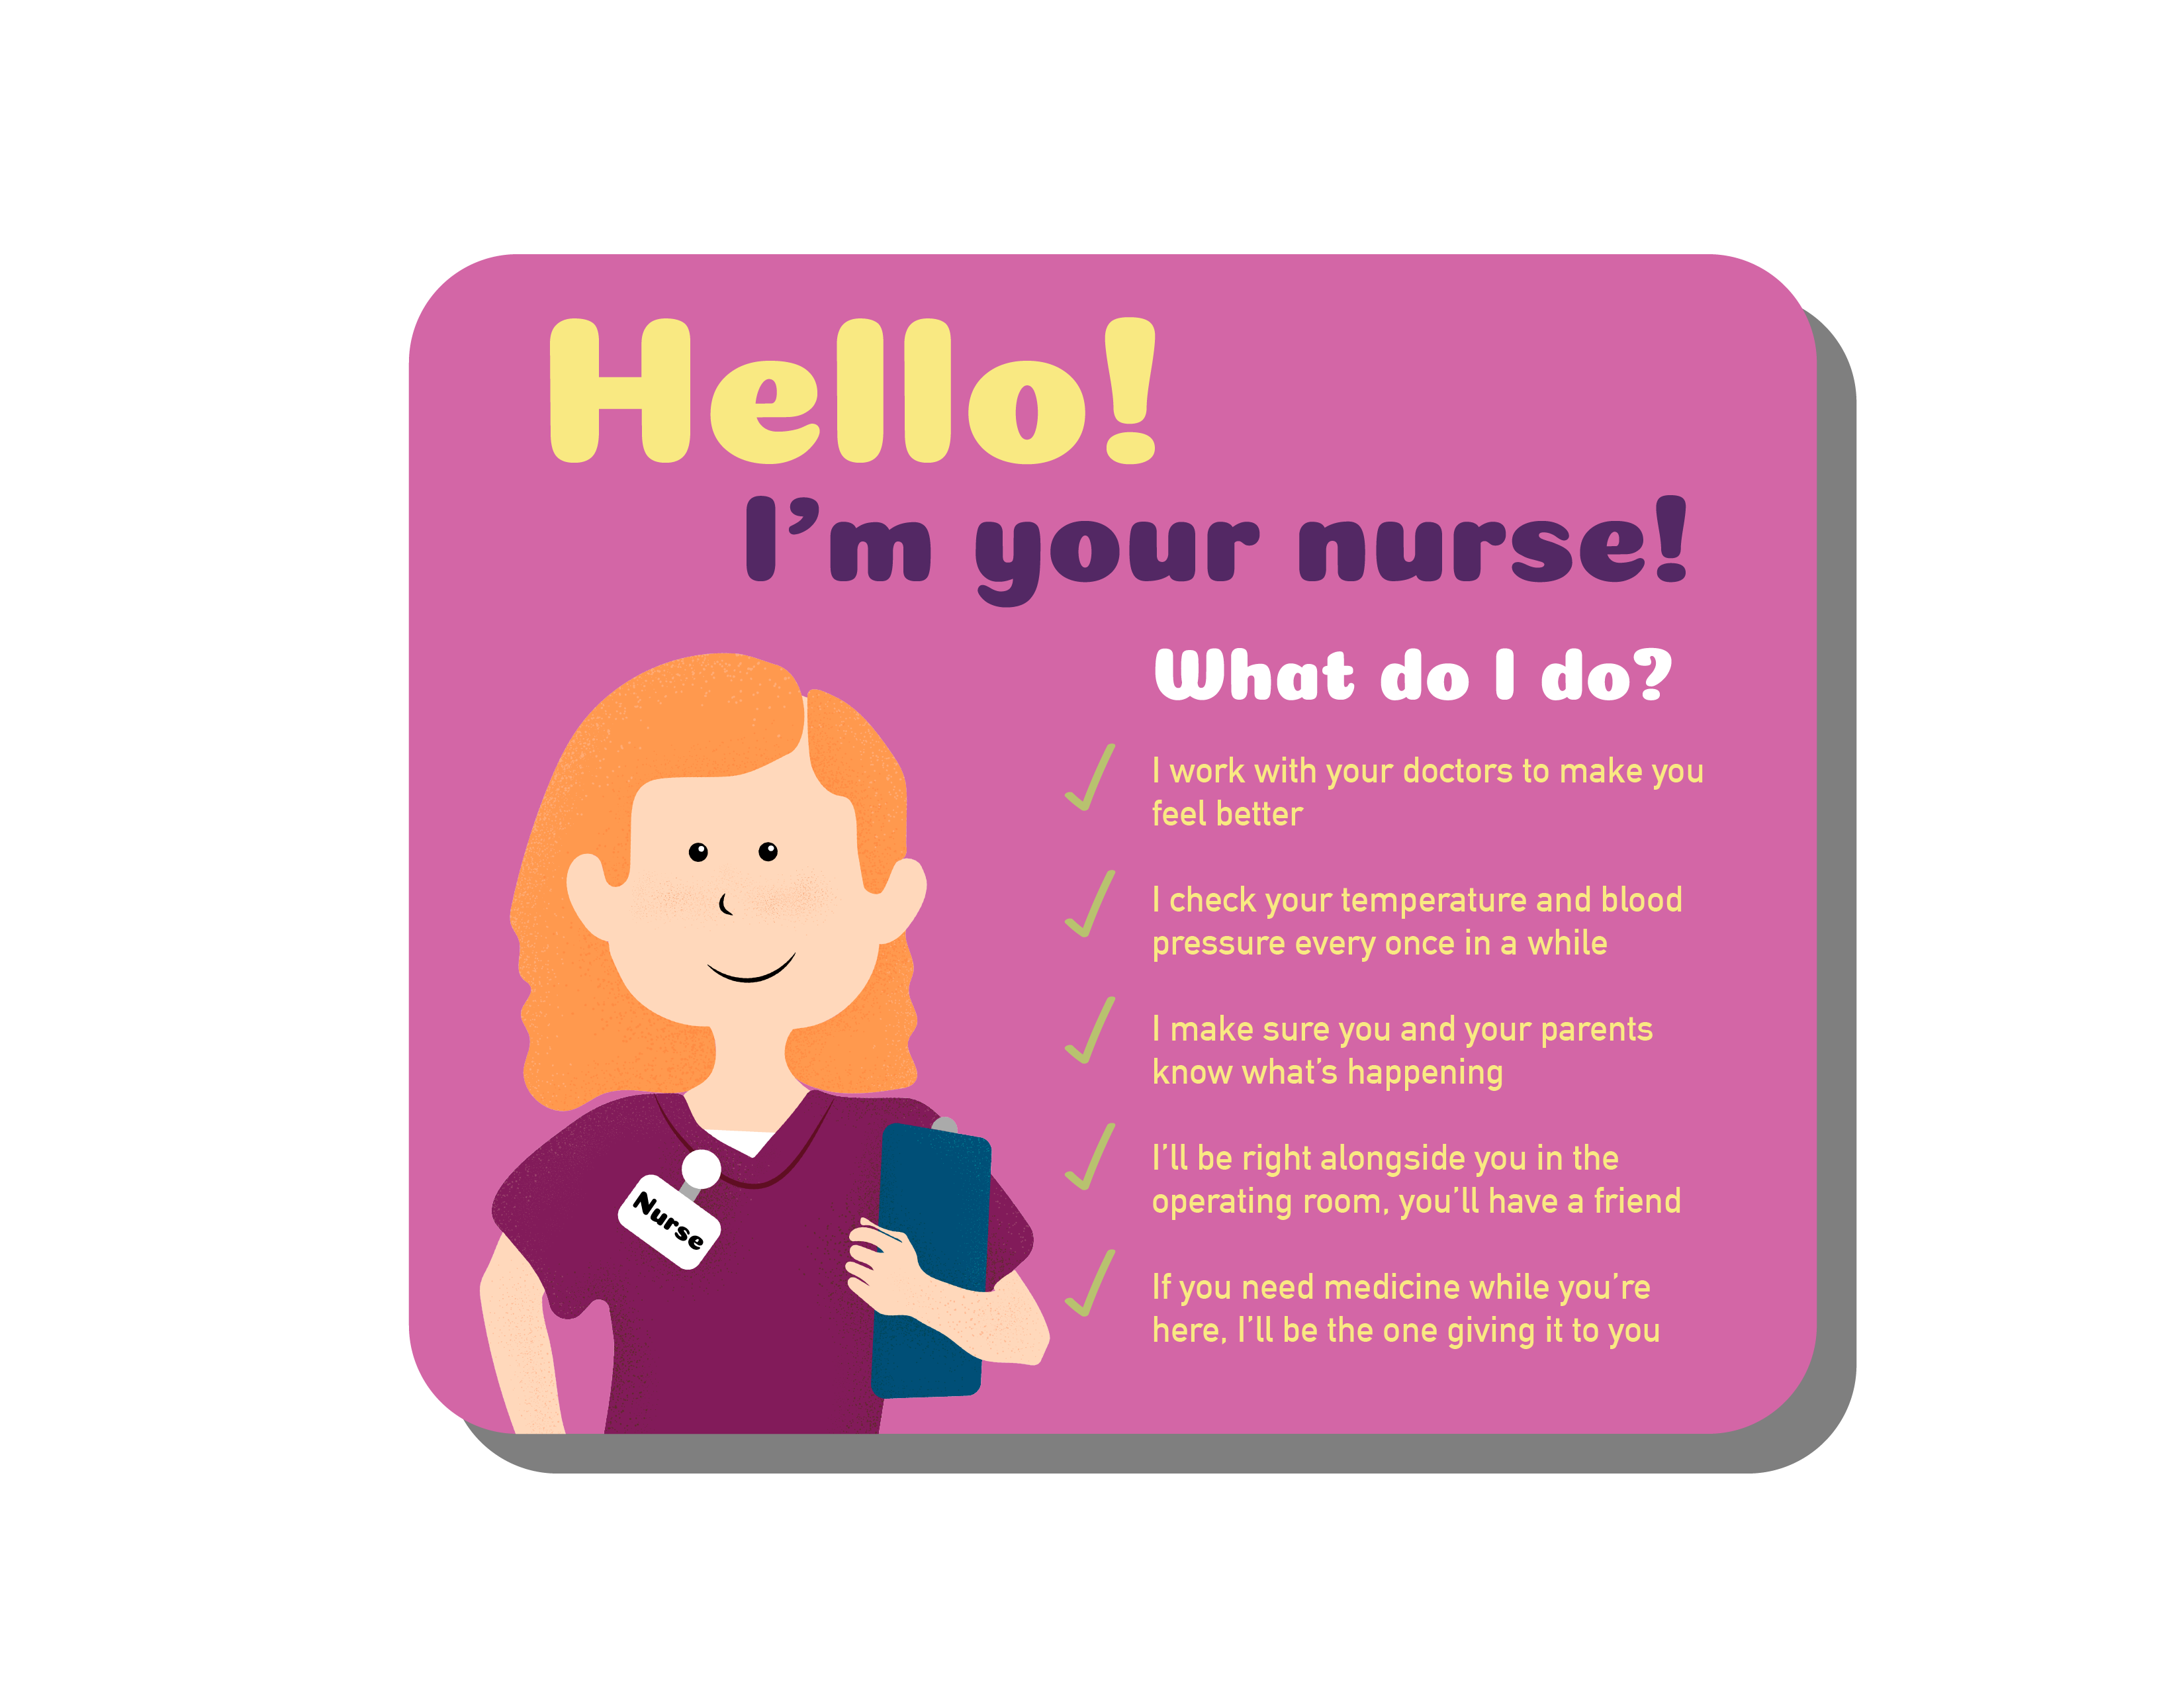 Hello!
I’m your nurse!
What do I do?
I work with your doctors to make you
feel better
I check your temperature and blood
pressure every once in a while
I make sure you and your parents
know what’s happening
I’ll be right alongside you in the
operating room, you’ll have a friend
If you need medicine while you’re
here, I’ll be the one giving it to you
Nurse